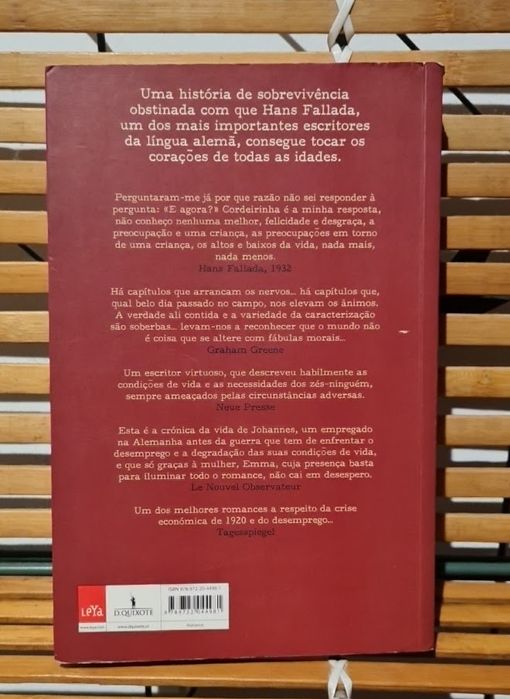 Uma história de sobrevivência
obstinada com que Hans Fallada,
um dos mais importantes escritores
da língua alemã, consegue tocar os
corações de todas as idades.
Perguntaram-me já por que razão não sei responder à
pergunta: «E agora?» Cordeirinha é a minha resposta,
não conheço nenhuma melhor, felicidade e desgraça, a
preocupação e uma criança, as preocupações em torno
de uma criança, os altos e baixos da vida, nada mais,
nada menos.
Hans Fallada, 1932
Há capítulos que arrancam os nervos... há capítulos que,
qual belo dia passado no campo, nos elevam os ânimos.
A verdade ali contida e a variedade da caracterização
são soberbas... levam-nos a reconhecer que o mundo não
é coisa que se altere com fábulas morais...
Graham Greene
Um escritor virtuoso, que descreveu habilmente as
condições de vida e as necessidades dos zés-ninguém,
sempre ameaçados pelas circunstâncias adversas.
Neue Presse
Esta é a crónica da vida de Johannes, um empregado
na Alemanha antes da guerra que tem de enfrentar o
desemprego e a degradação das suas condições de vida,
e que só graças à mulher, Emma, cuja presença basta
para iluminar todo o romance, não cai em desespero.
Le Nouvel Observateur
Um dos melhores romances a respeito da crise
económica de 1920 e do desemprego...
Tagesspiegel
LeYa
D.QUIXOTE